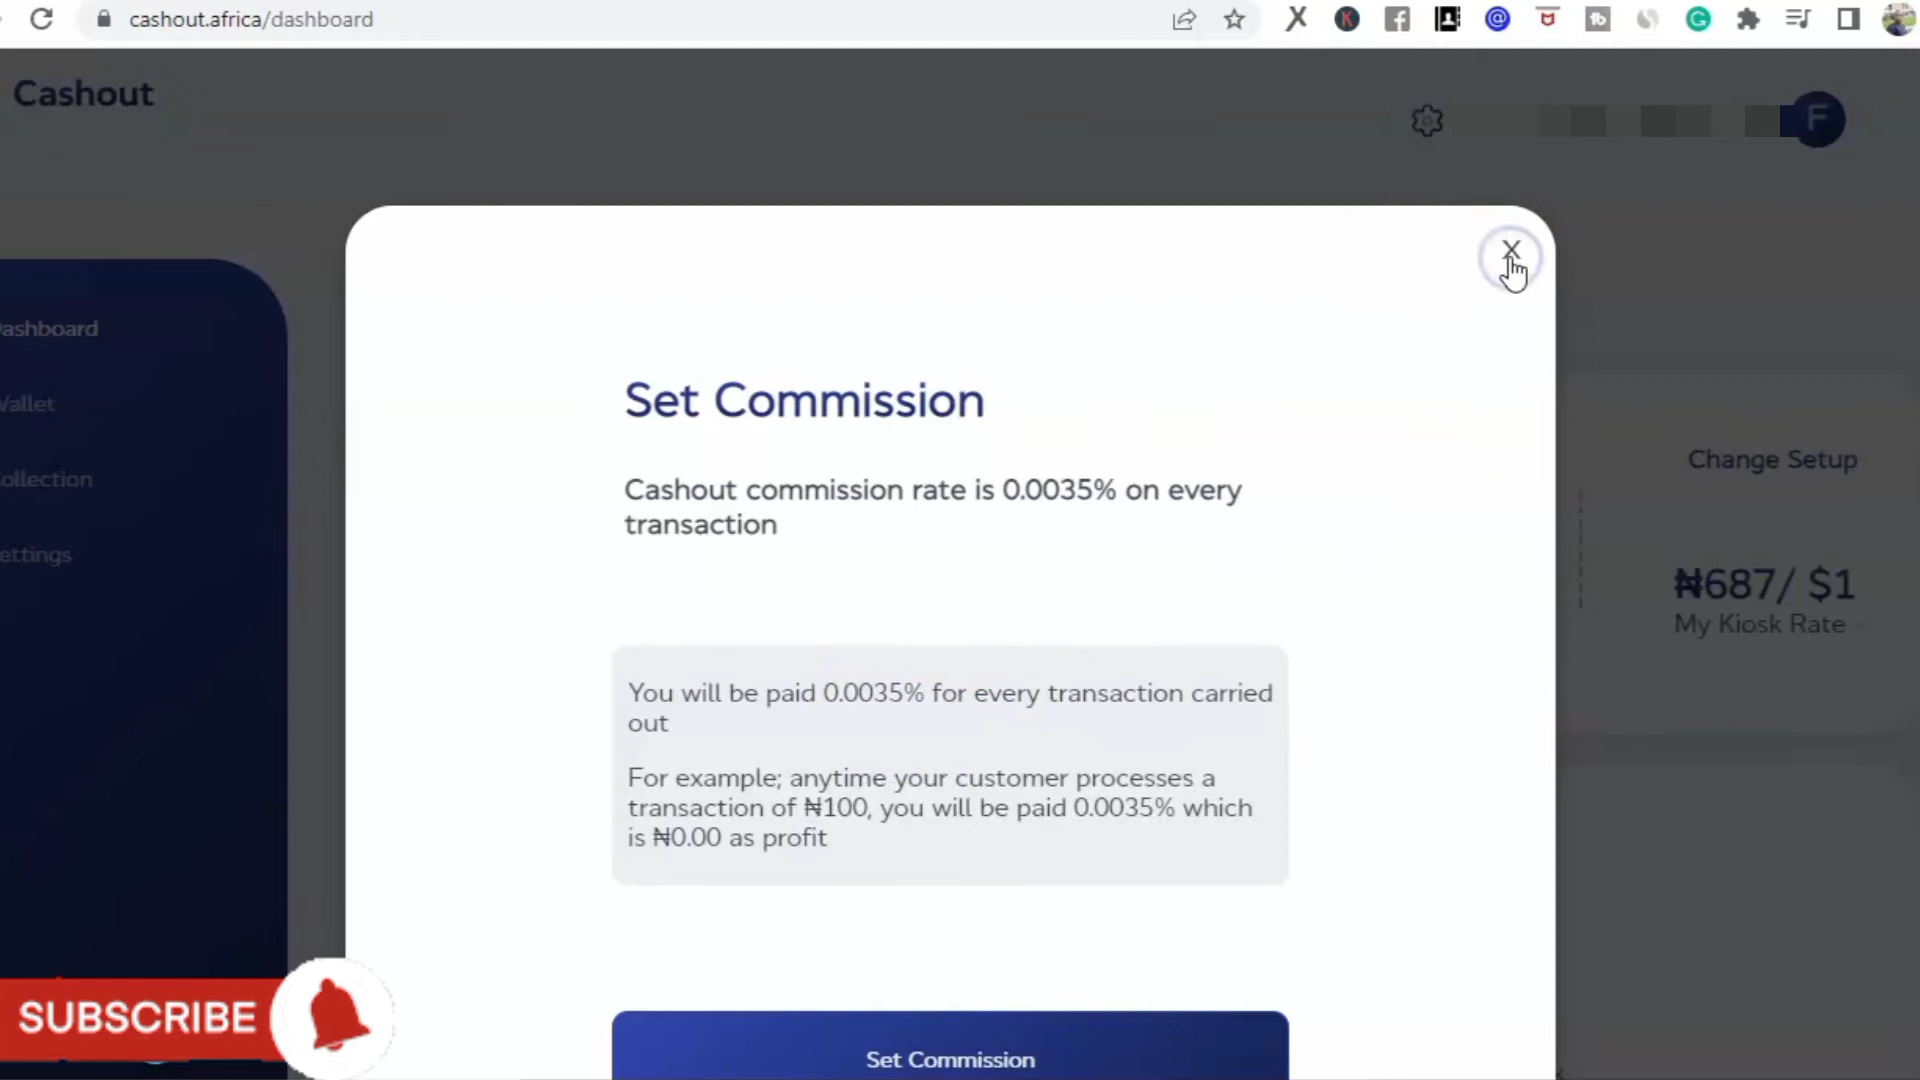 cashout.africa/dashboard
Cashout
F
X
ashboard
Wallet
ollection
ettings
Set Commission
Cashout commission rate is 0.0035% on every
transaction
You will be paid 0.0035% for every transaction carried
out
For example; anytime your customer processes a
transaction of ₦100, you will be paid 0.0035% which
is ₦0.00 as profit
Set Commission
Change Setup
₦687/ $1
My Kiosk Rate
SUBSCRIBE